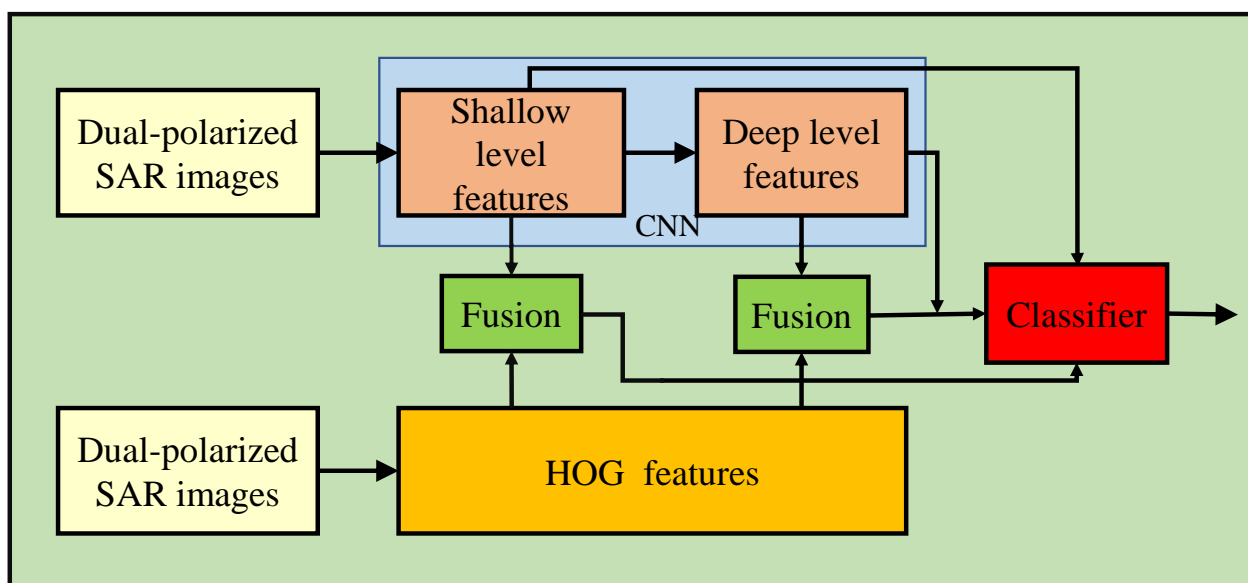 Dual-polarized
SAR images
Shallow
level
features
Deep level
features
CNN
Fusion
Fusion
Classifier
Dual-polarized
SAR images
HOG features